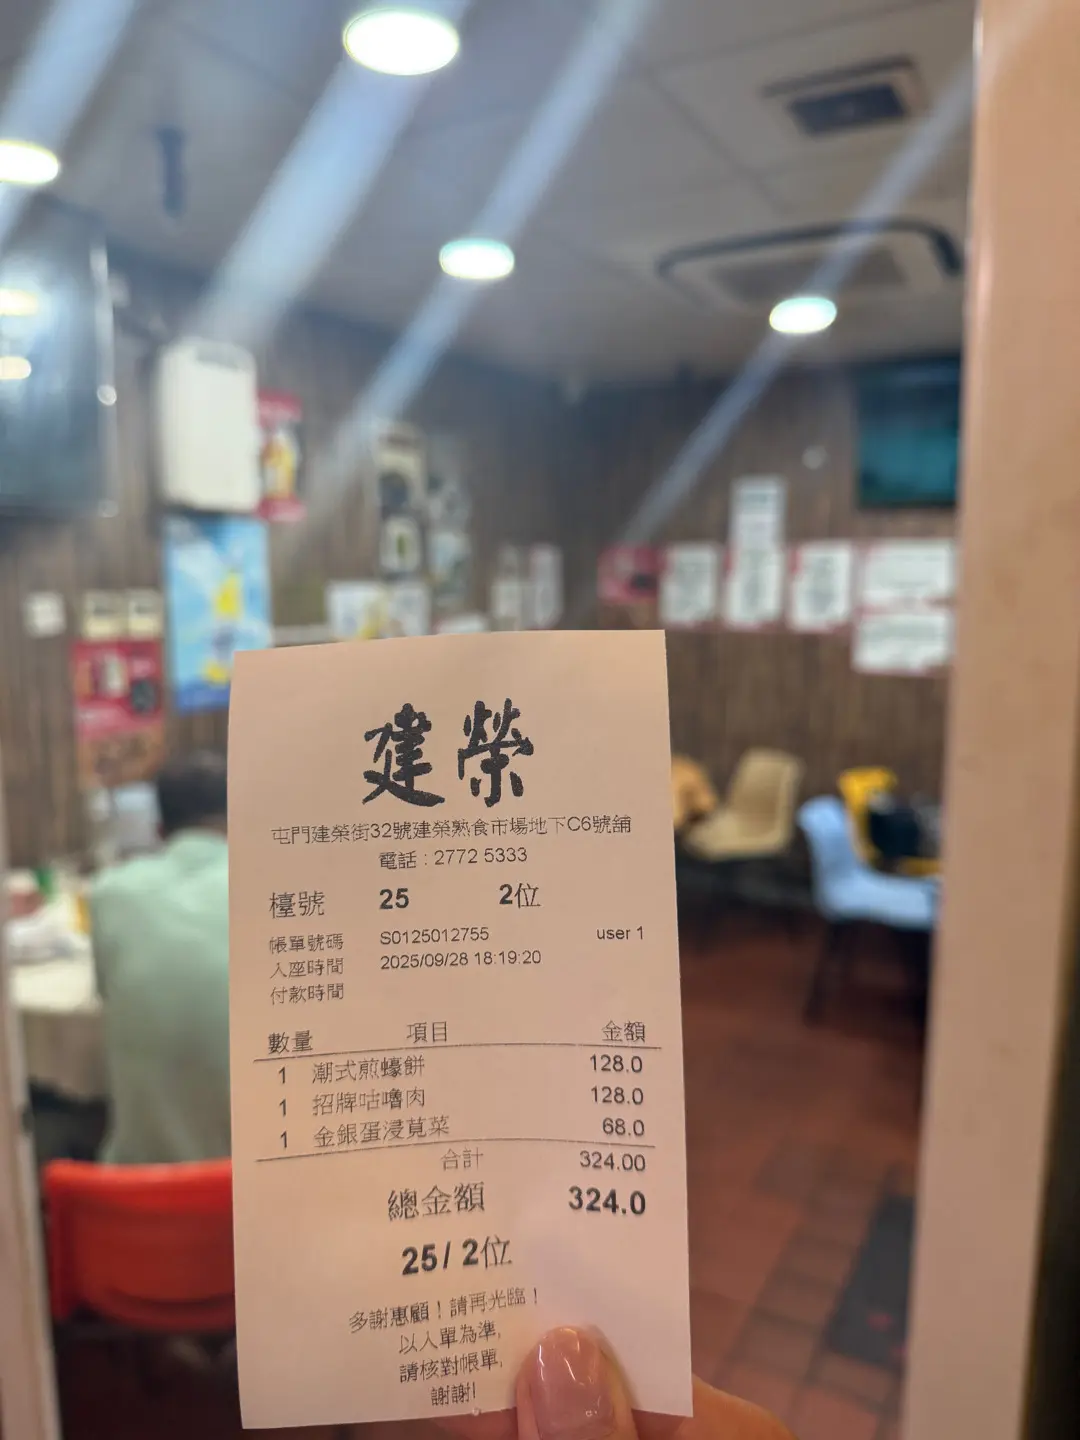 建榮
屯門建榮街32號建榮熟食市場地下C6號舖
電話 : 2772 5333
檯號 25 2位
帳單號碼 S0125012755 user 1
入座時間 2025/09/28 18:19:20
付款時間
數量 項目 金額
1 潮式煎蠔餅 128.0
1 招牌咕嚕肉 128.0
1 金銀蛋浸莧菜 68.0
合計 324.00
總金額 324.0
25/ 2位
多謝惠顧！請再光臨！
以入單為準,
請核對帳單,
謝謝!